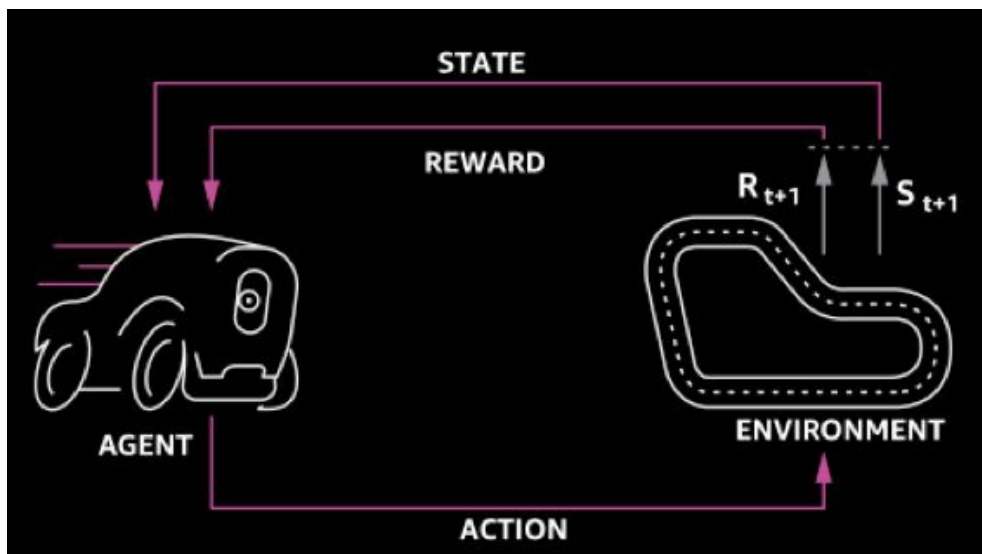 STATE
REWARD
R t+1
S t+1
AGENT
ENVIRONMENT
ACTION